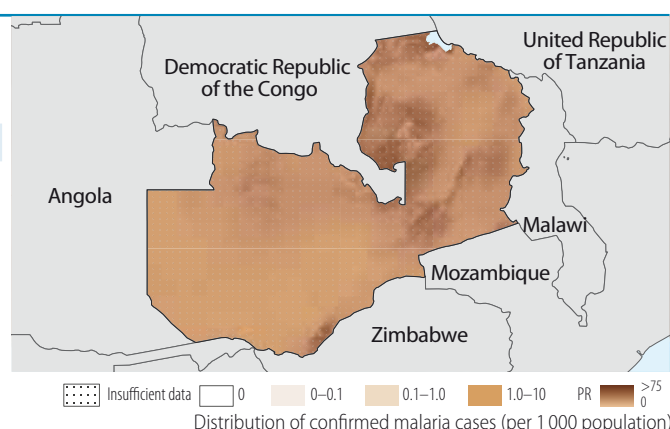 United Republic
of Tanzania
Democratic Republic
of the Congo
Angola
Malawi
Mozambique
Zimbabwe
Insufficient data 0 0–0.1 0.1–1.0 1.0–10 PR >75
0
Distribution of confirmed malaria cases (per 1 000 population)